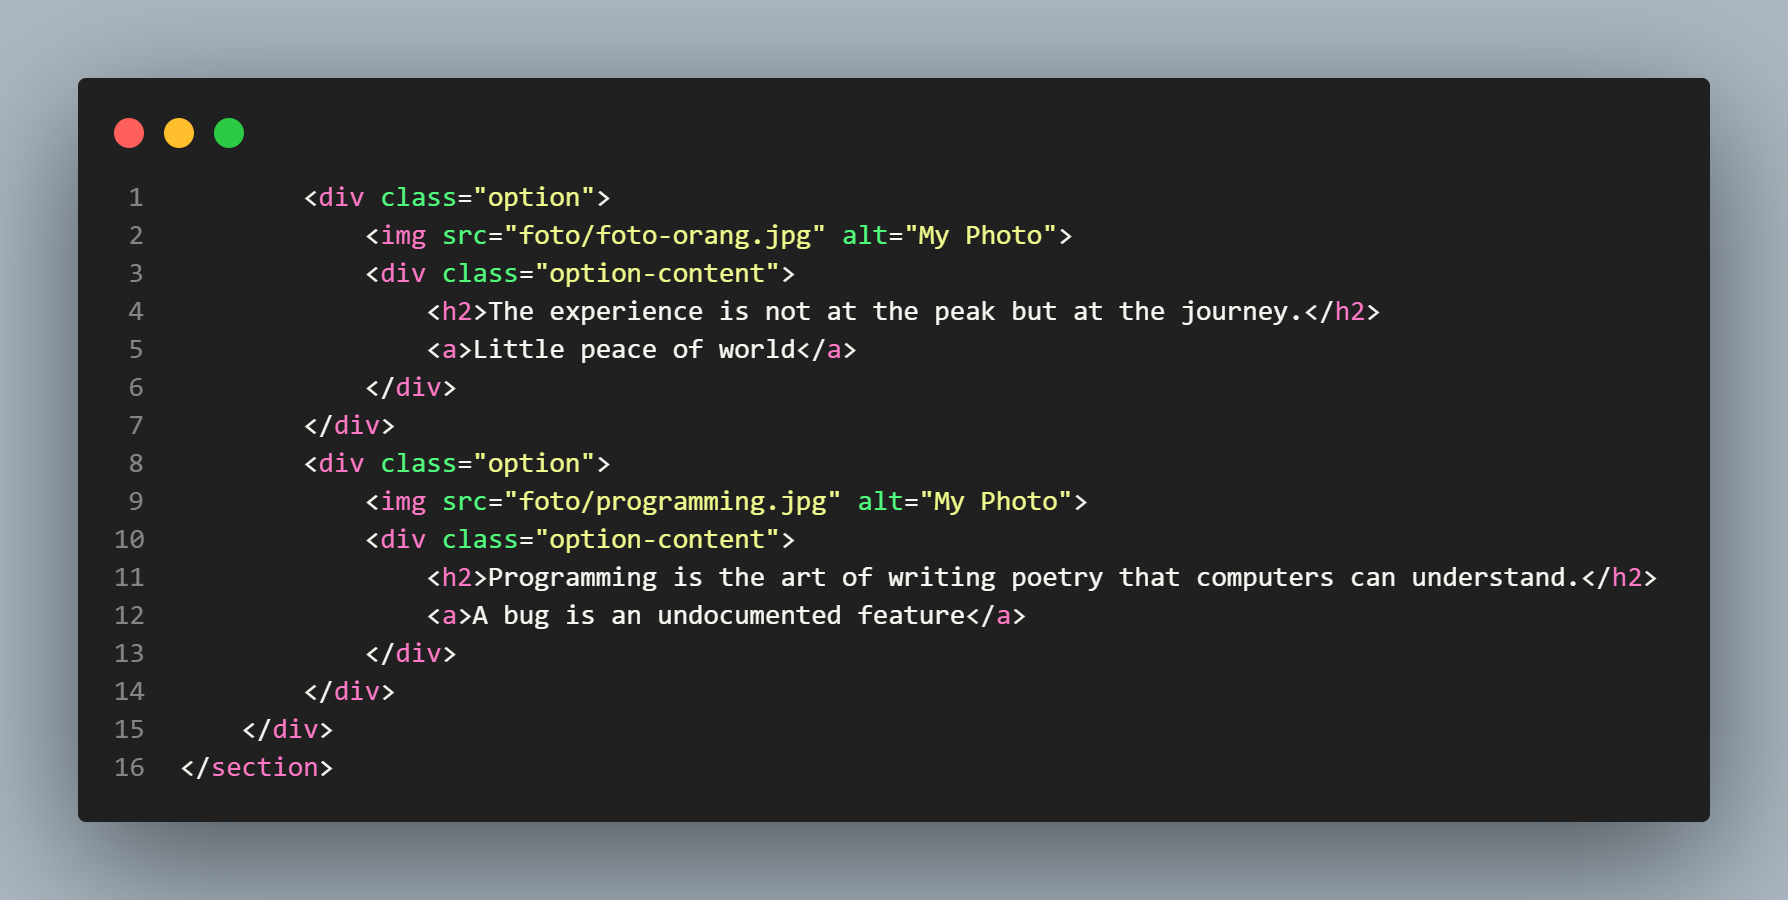 1 <div class="option">
2 <img src="foto/foto-orang.jpg" alt="My Photo">
3 <div class="option-content">
4 <h2>The experience is not at the peak but at the journey.</h2>
5 <a>Little peace of world</a>
6 </div>
7 </div>
8 <div class="option">
9 <img src="foto/programming.jpg" alt="My Photo">
10 <div class="option-content">
11 <h2>Programming is the art of writing poetry that computers can understand.</h2>
12 <a>A bug is an undocumented feature</a>
13 </div>
14 </div>
15 </div>
16 </section>